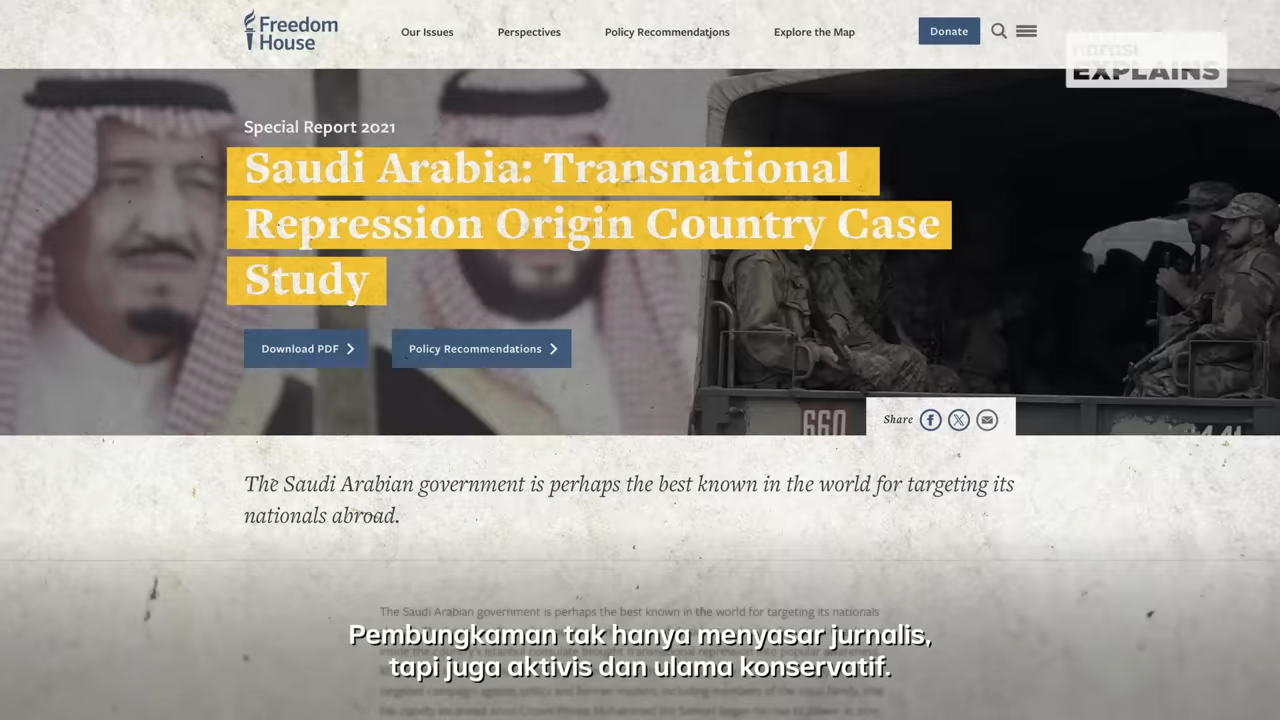 Freedom
House
Our Issues
Perspectives
Policy Recommendations
Explore the Map
Donate
narasi
EXPLAINS
Special Report 2021
Saudi Arabia: Transnational
Repression Origin Country Case
Study
Download PDF
Policy Recommendations
660
Share
The Saudi Arabian government is perhaps the best known in the world for targeting its
nationals abroad.
The Saudi Arabian government is perhaps the best known in the world for targeting its nationals
Pembungkaman tak hanya menyasar jurnalis,
tapi juga aktivis dan ulama konservatif.